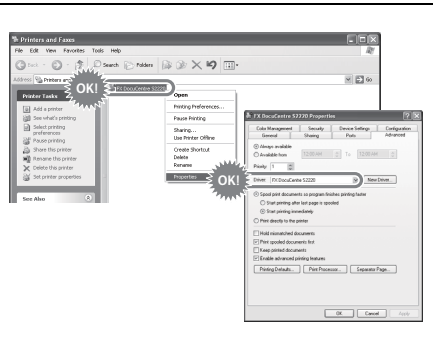 Printers and Faxes
File Edit View Favorites Tools Help
Back Search Folders
Address Printers and Faxes Go
OK!
FX DocuCentre S2220
Printer Tasks
Add a printer
See what's printing
Select printing preferences
Pause printing
Share this printer
Rename this printer
Delete this printer
Set printer properties
See Also
Open
Printing Preferences...
Pause Printing
Sharing...
Use Printer Offline
Create Shortcut
Delete
Rename
Properties
OK!
FX DocuCentre S2220 Properties
Color Management Security Device Settings Configuration
General Sharing Ports Advanced
Always available
Available from 12:00 AM To 12:00 AM
Priority: 1
Driver: FX DocuCentre S2220 New Driver...
Spool print documents so program finishes printing faster
Start printing after last page is spooled
Start printing immediately
Print directly to the printer
Hold mismatched documents
Print spooled documents first
Keep printed documents
Enable advanced printing features
Printing Defaults... Print Processor... Separator Page...
OK Cancel Apply